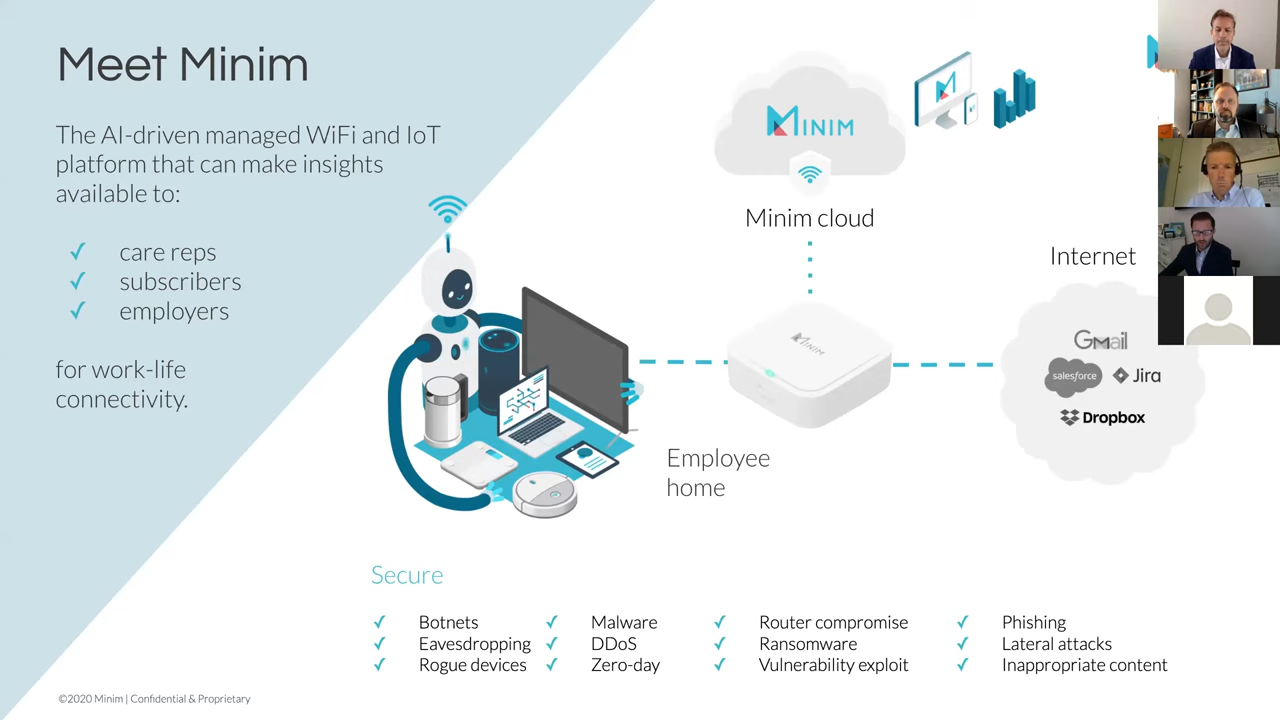 Meet Minim
The AI-driven managed WiFi and IoT
platform that can make insights
available to:
✓ care reps
✓ subscribers
✓ employers
for work-life
connectivity.
MINIM
Minim cloud
Internet
MINIM
Gmail
salesforce
Jira
Dropbox
Employee
home
Secure
✓ Botnets ✓ Malware ✓ Router compromise ✓ Phishing
✓ Eavesdropping ✓ DDoS ✓ Ransomware ✓ Lateral attacks
✓ Rogue devices ✓ Zero-day ✓ Vulnerability exploit ✓ Inappropriate content
©2020 Minim | Confidential & Proprietary